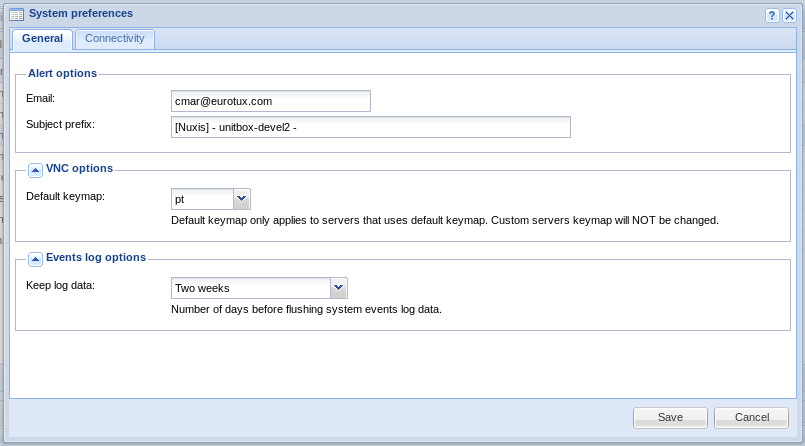 System preferences
General
Connectivity
Alert options
Email:
cmar@eurotux.com
Subject prefix:
[Nuxis] - unitbox-devel2 -
VNC options
Default keymap:
pt
Default keymap only applies to servers that uses default keymap. Custom servers keymap will NOT be changed.
Events log options
Keep log data:
Two weeks
Number of days before flushing system events log data.
Save
Cancel